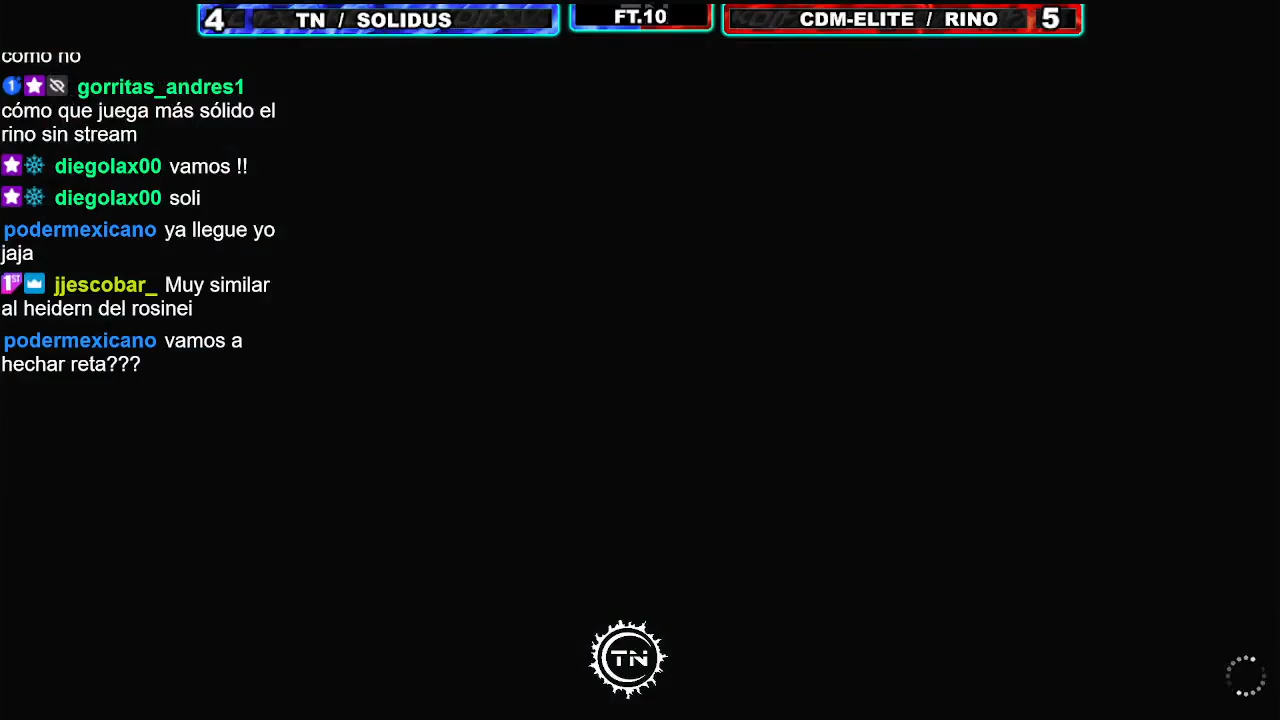 4 TN / SOLIDUS FT.10 CDM-ELITE / RINO 5
como no
gorritas_andres1
cómo que juega más sólido el
rino sin stream
diegolax00 vamos !!
diegolax00 soli
podermexicano ya llegue yo
jaja
1ST jjescobar_ Muy similar
al heidern del rosinei
podermexicano vamos a
hechar reta???
TN